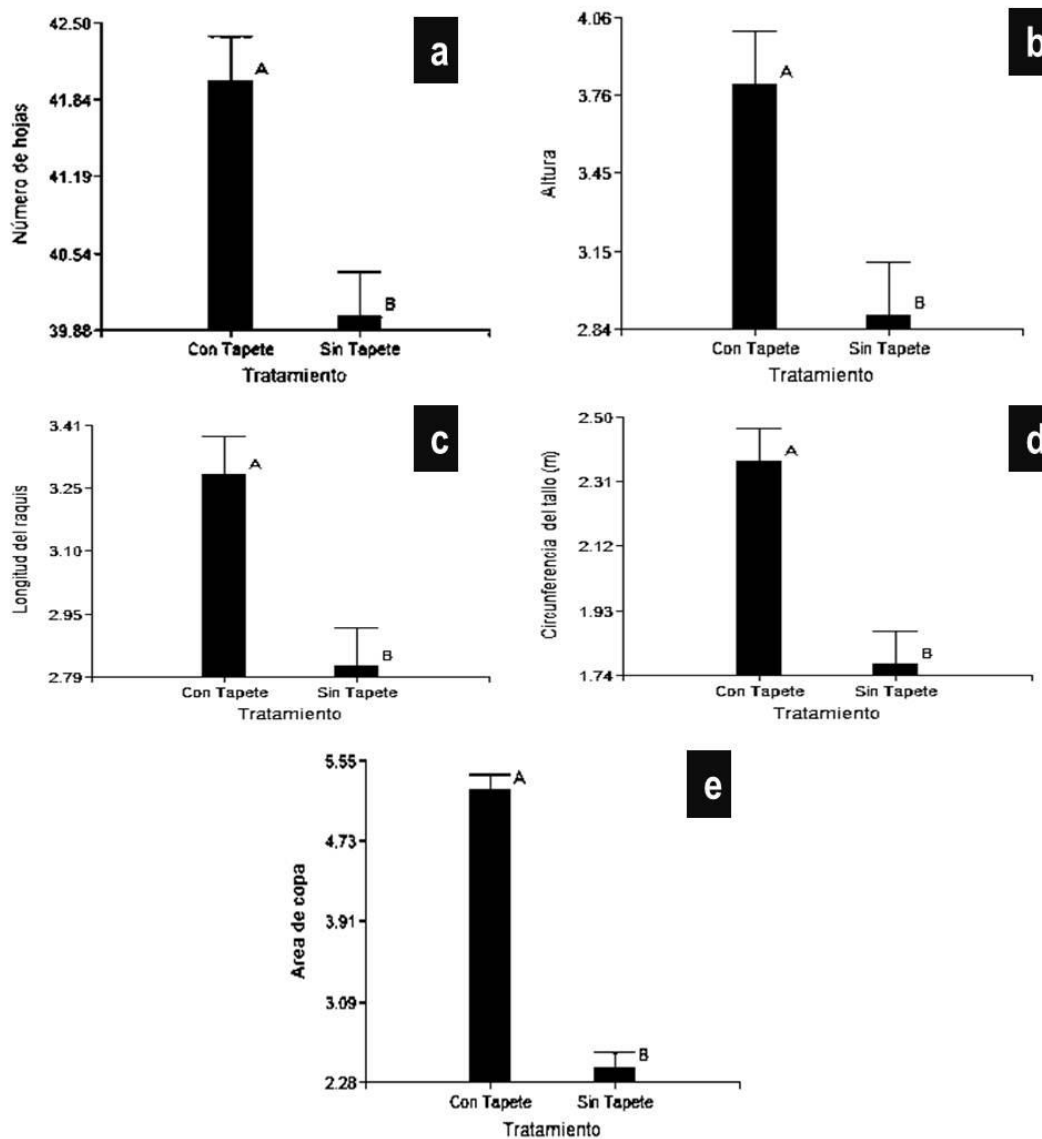 a
Número de hojas
42.50
41.84
41.19
40.54
39.88
A
B
Con Tapete Sin Tapete
Tratamiento
b
Altura
4.06
3.76
3.45
3.15
2.84
A
B
Con Tapete Sin Tapete
Tratamiento
c
Longitud del raquis
3.41
3.25
3.10
2.95
2.79
A
B
Con Tapete Sin Tapete
Tratamiento
d
Circunferencia del tallo (m)
2.50
2.31
2.12
1.93
1.74
A
B
Con Tapete Sin Tapete
Tratamiento
e
Area de copa
5.55
4.73
3.91
3.09
2.28
A
B
Con Tapete Sin Tapete
Tratamiento